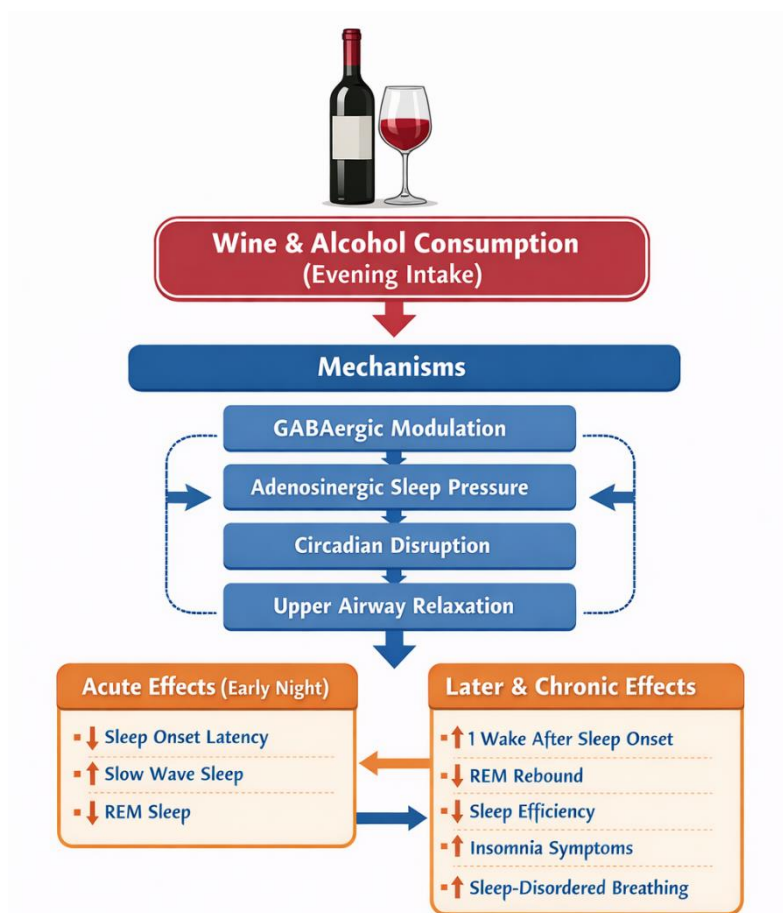 Wine & Alcohol Consumption
(Evening Intake)
Mechanisms
GABAergic Modulation
Adenosinergic Sleep Pressure
Circadian Disruption
Upper Airway Relaxation
Acute Effects (Early Night)
↓ Sleep Onset Latency
↑ Slow Wave Sleep
↓ REM Sleep
Later & Chronic Effects
↑ 1 Wake After Sleep Onset
↓ REM Rebound
↓ Sleep Efficiency
↑ Insomnia Symptoms
↑ Sleep-Disordered Breathing